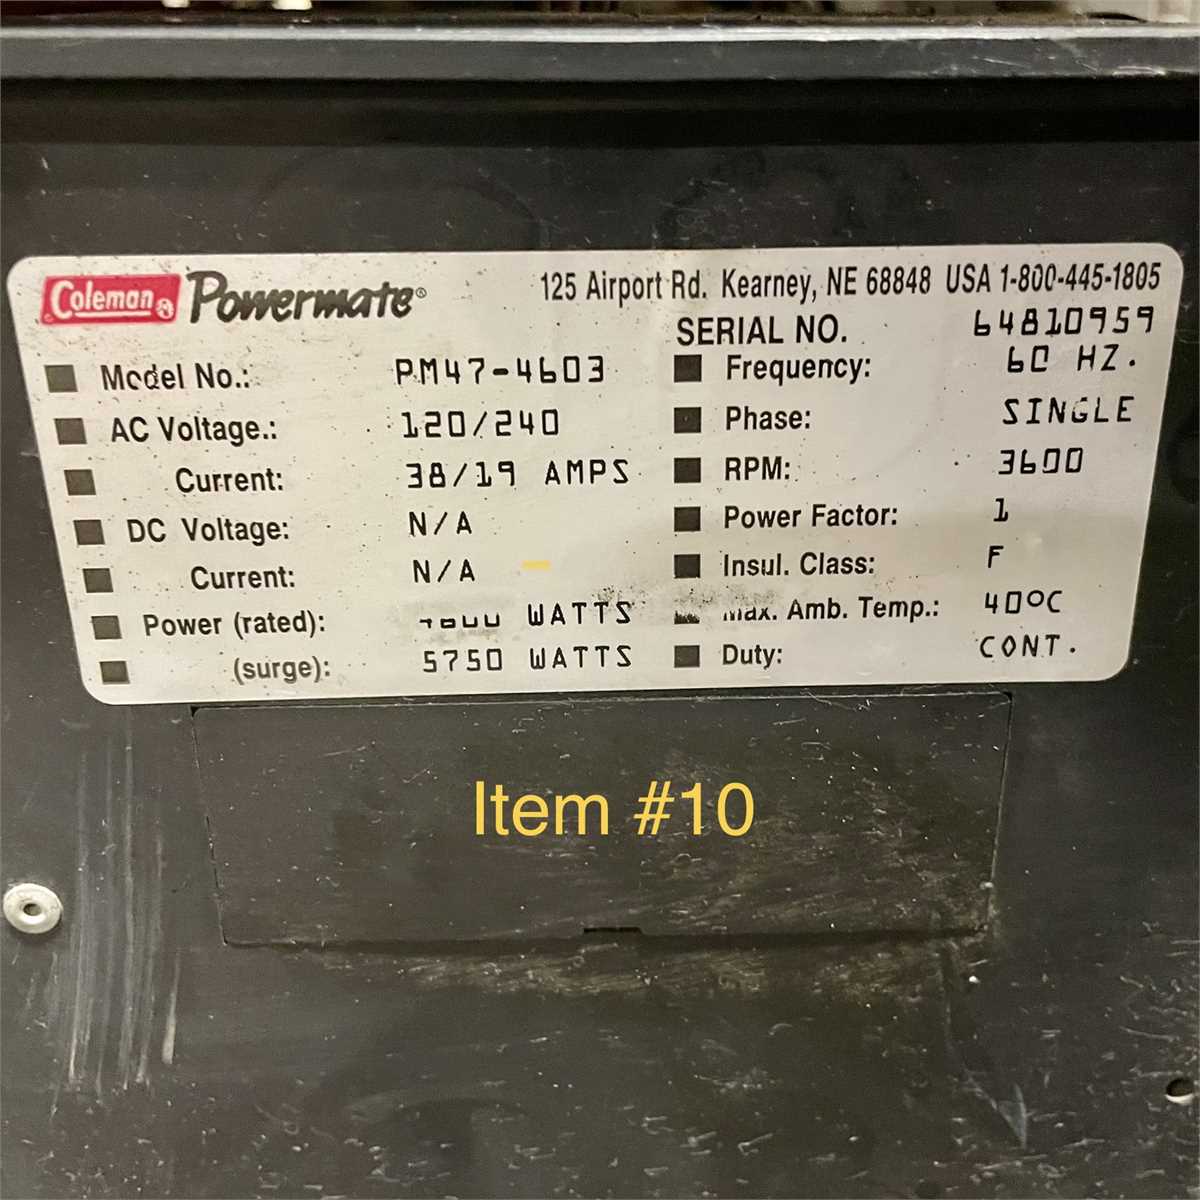 Coleman Powermate®
125 Airport Rd. Kearney, NE 68848 USA 1-800-445-1805
SERIAL NO. 64810959
Model No.: PM47-4603
AC Voltage.: 120/240
Current: 38/19 AMPS
DC Voltage: N/A
Current: N/A
Power (rated): WATTS
(surge): 5750 WATTS
Frequency: 60 HZ.
Phase: SINGLE
RPM: 3600
Power Factor: 1
Insul. Class: F
Max. Amb. Temp.: 40°C
Duty: CONT.
Item #10